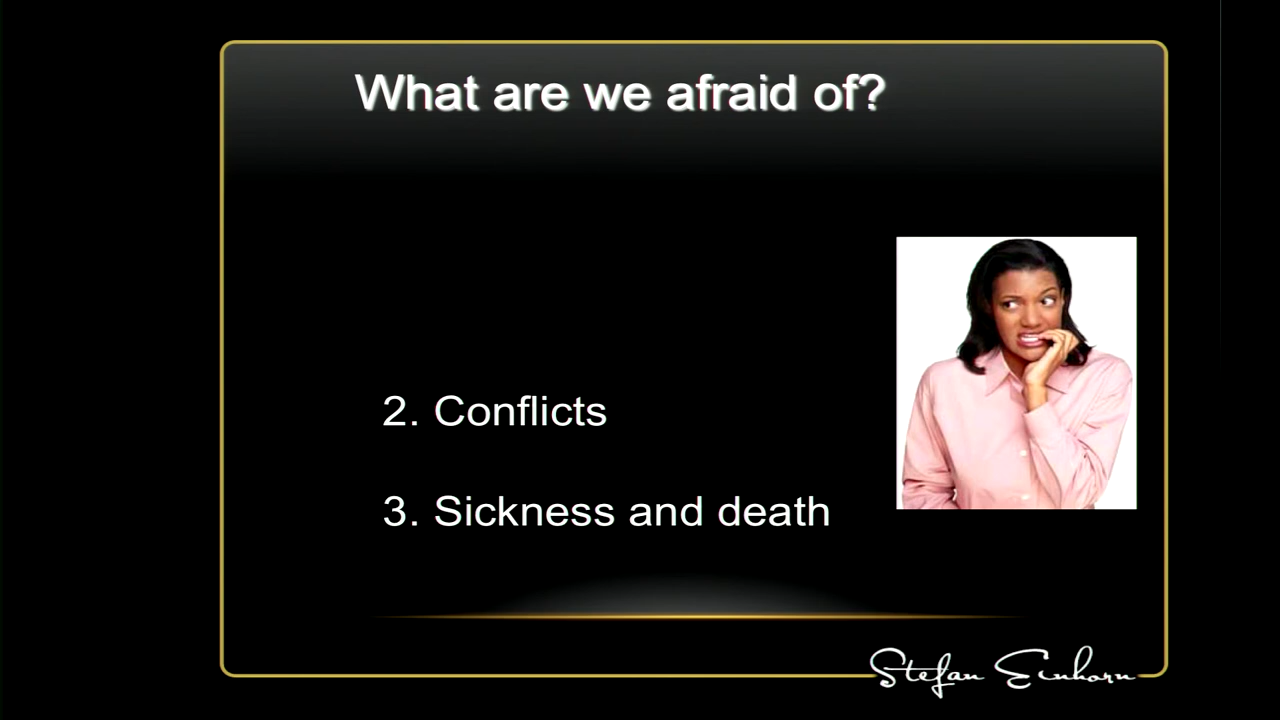 What are we afraid of?
2. Conflicts
3. Sickness and death
Stefan Einhorn